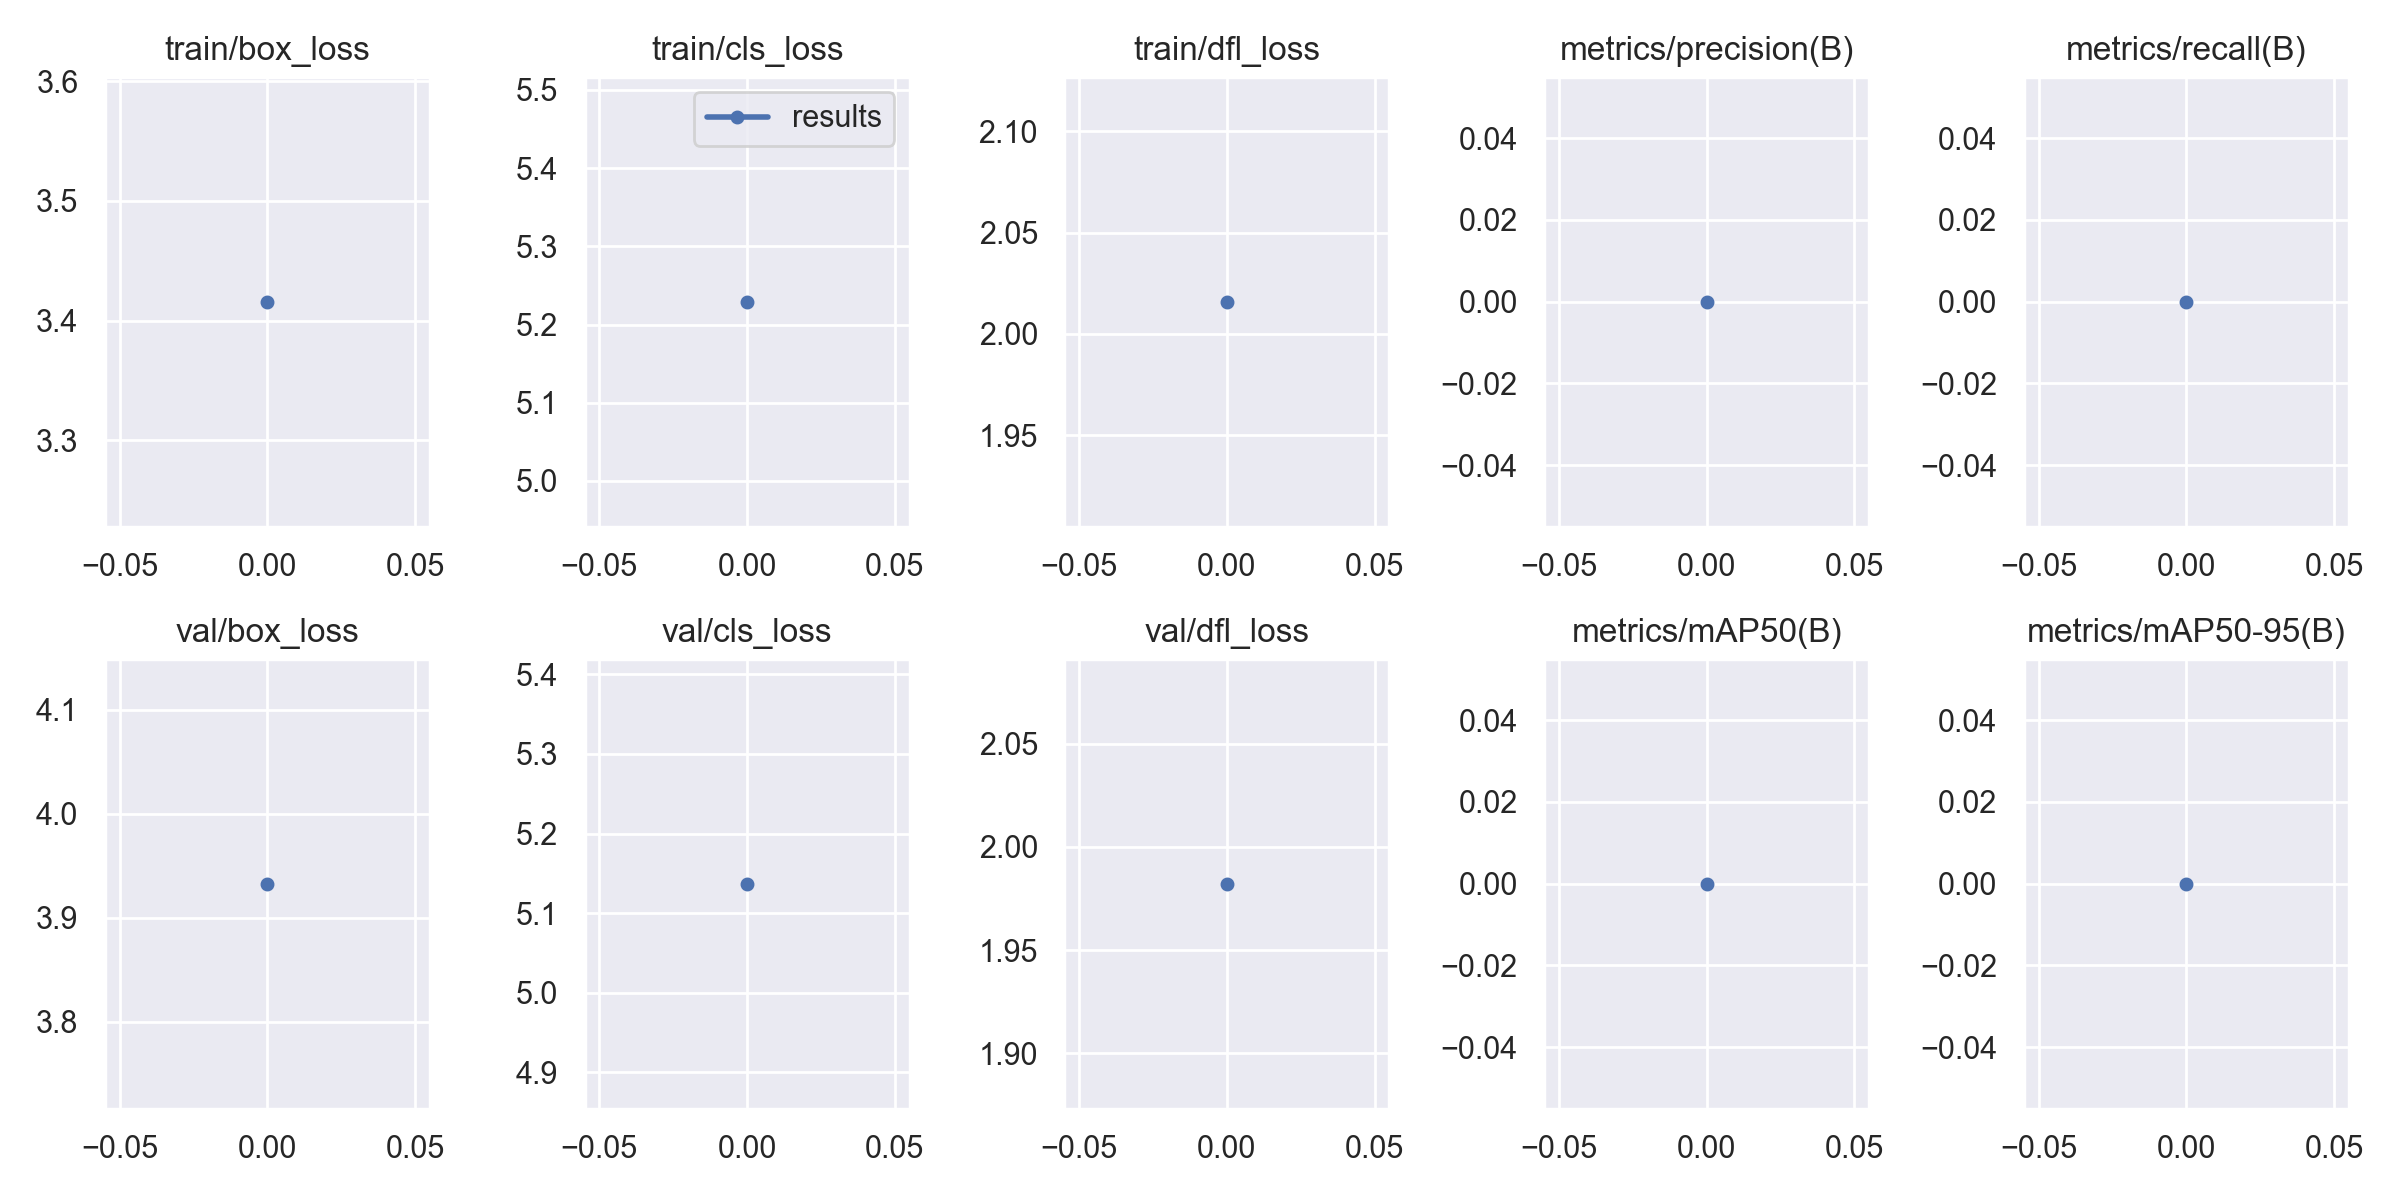 train/box_loss
3.6
3.5
3.4
3.3
−0.05 0.00 0.05
train/cls_loss
results
5.5
5.4
5.3
5.2
5.1
5.0
−0.05 0.00 0.05
train/dfl_loss
2.10
2.05
2.00
1.95
−0.05 0.00 0.05
metrics/precision(B)
0.04
0.02
0.00
−0.02
−0.04
−0.05 0.00 0.05
metrics/recall(B)
0.04
0.02
0.00
−0.02
−0.04
−0.05 0.00 0.05
val/box_loss
4.1
4.0
3.9
3.8
−0.05 0.00 0.05
val/cls_loss
5.4
5.3
5.2
5.1
5.0
4.9
−0.05 0.00 0.05
val/dfl_loss
2.05
2.00
1.95
1.90
−0.05 0.00 0.05
metrics/mAP50(B)
0.04
0.02
0.00
−0.02
−0.04
−0.05 0.00 0.05
metrics/mAP50-95(B)
0.04
0.02
0.00
−0.02
−0.04
−0.05 0.00 0.05